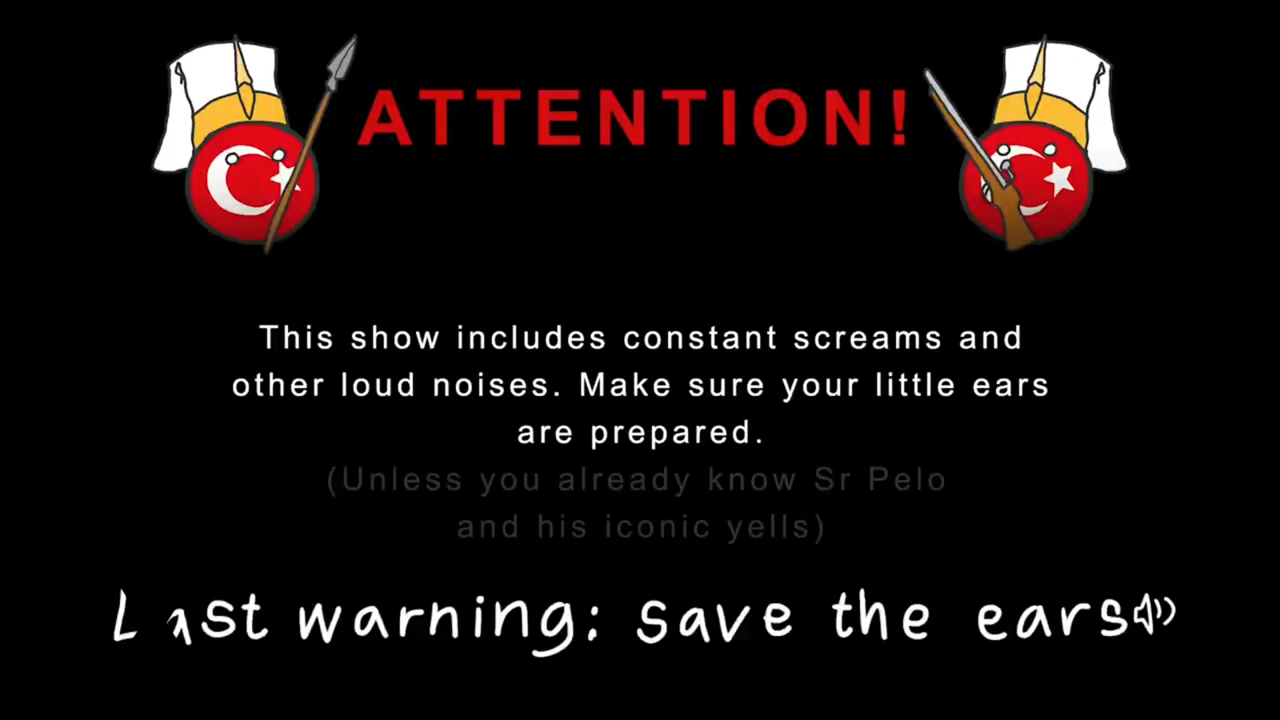 ATTENTION!
This show includes constant screams and
other loud noises. Make sure your little ears
are prepared.
(Unless you already know Sr Pelo
and his iconic yells)
Last warning: save the ears